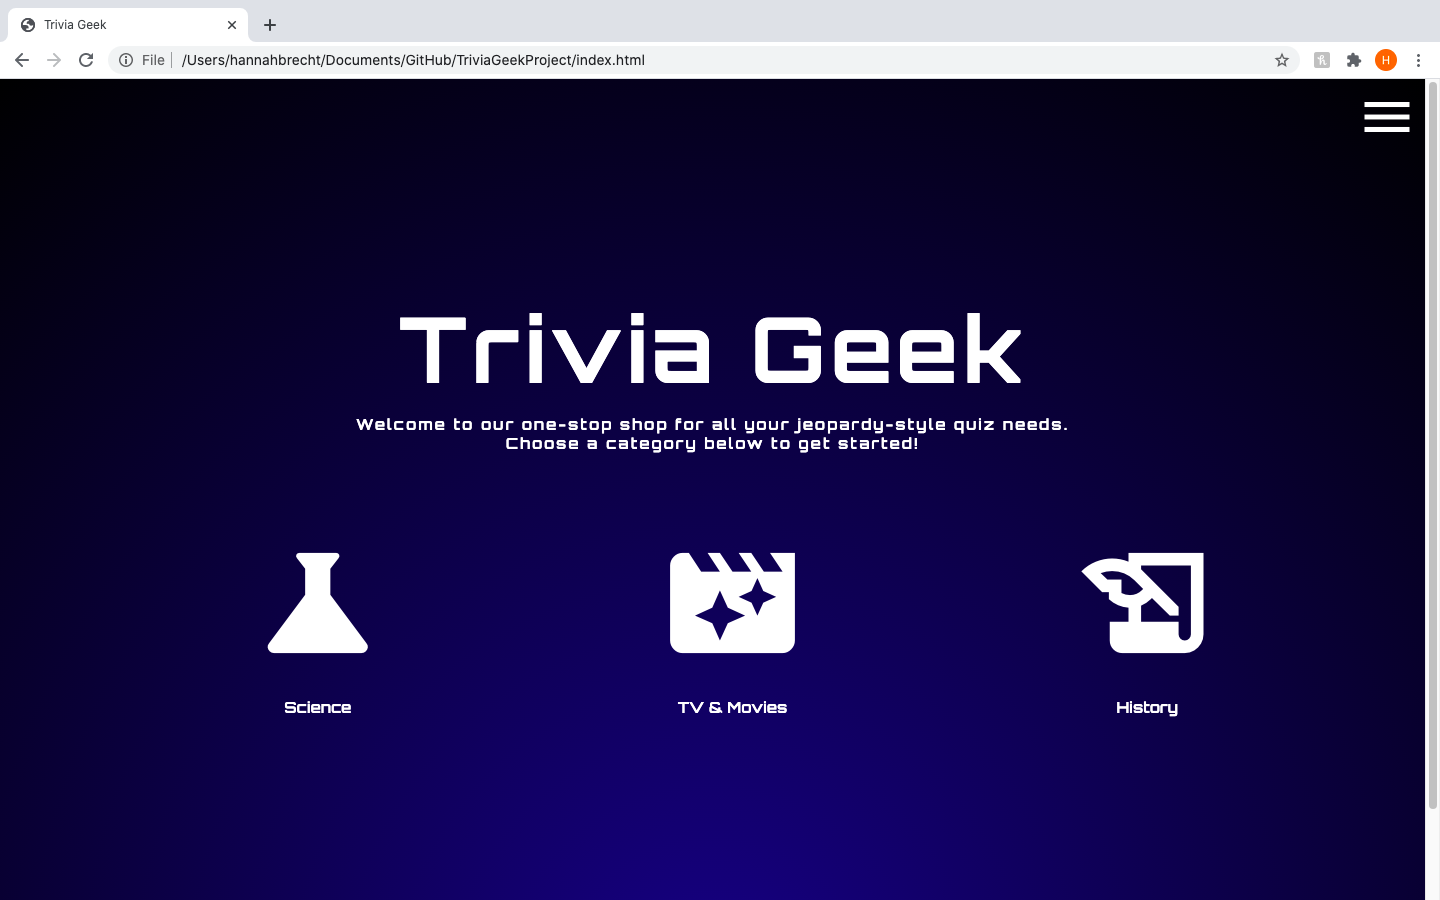 Trivia Geek
File
/Users/hannahbrecht/Documents/GitHub/TriviaGeekProject/index.html
H
Trivia Geek
Welcome to our one-stop shop for all your jeopardy-style quiz needs.
Choose a category below to get started!
Science
TV & Movies
History